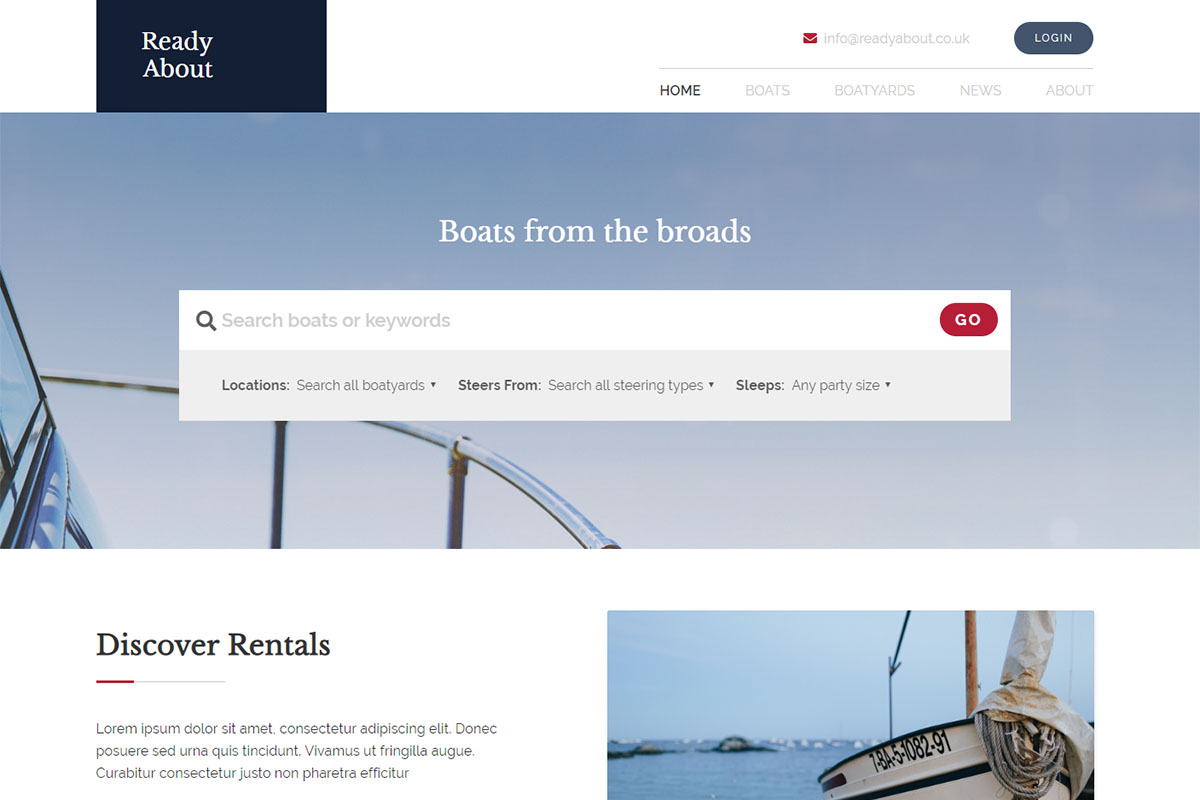 Ready
About
info@readyabout.co.uk
LOGIN
HOME BOATS BOATYARDS NEWS ABOUT
Boats from the broads
Search boats or keywords
GO
Locations: Search all boatyards ▾ Steers From: Search all steering types ▾ Sleeps: Any party size ▾
Discover Rentals
Lorem ipsum dolor sit amet, consectetur adipiscing elit. Donec
posuere sed urna quis tincidunt. Vivamus ut fringilla augue.
Curabitur consectetur justo non pharetra efficitur
7-BA-5-1082-91